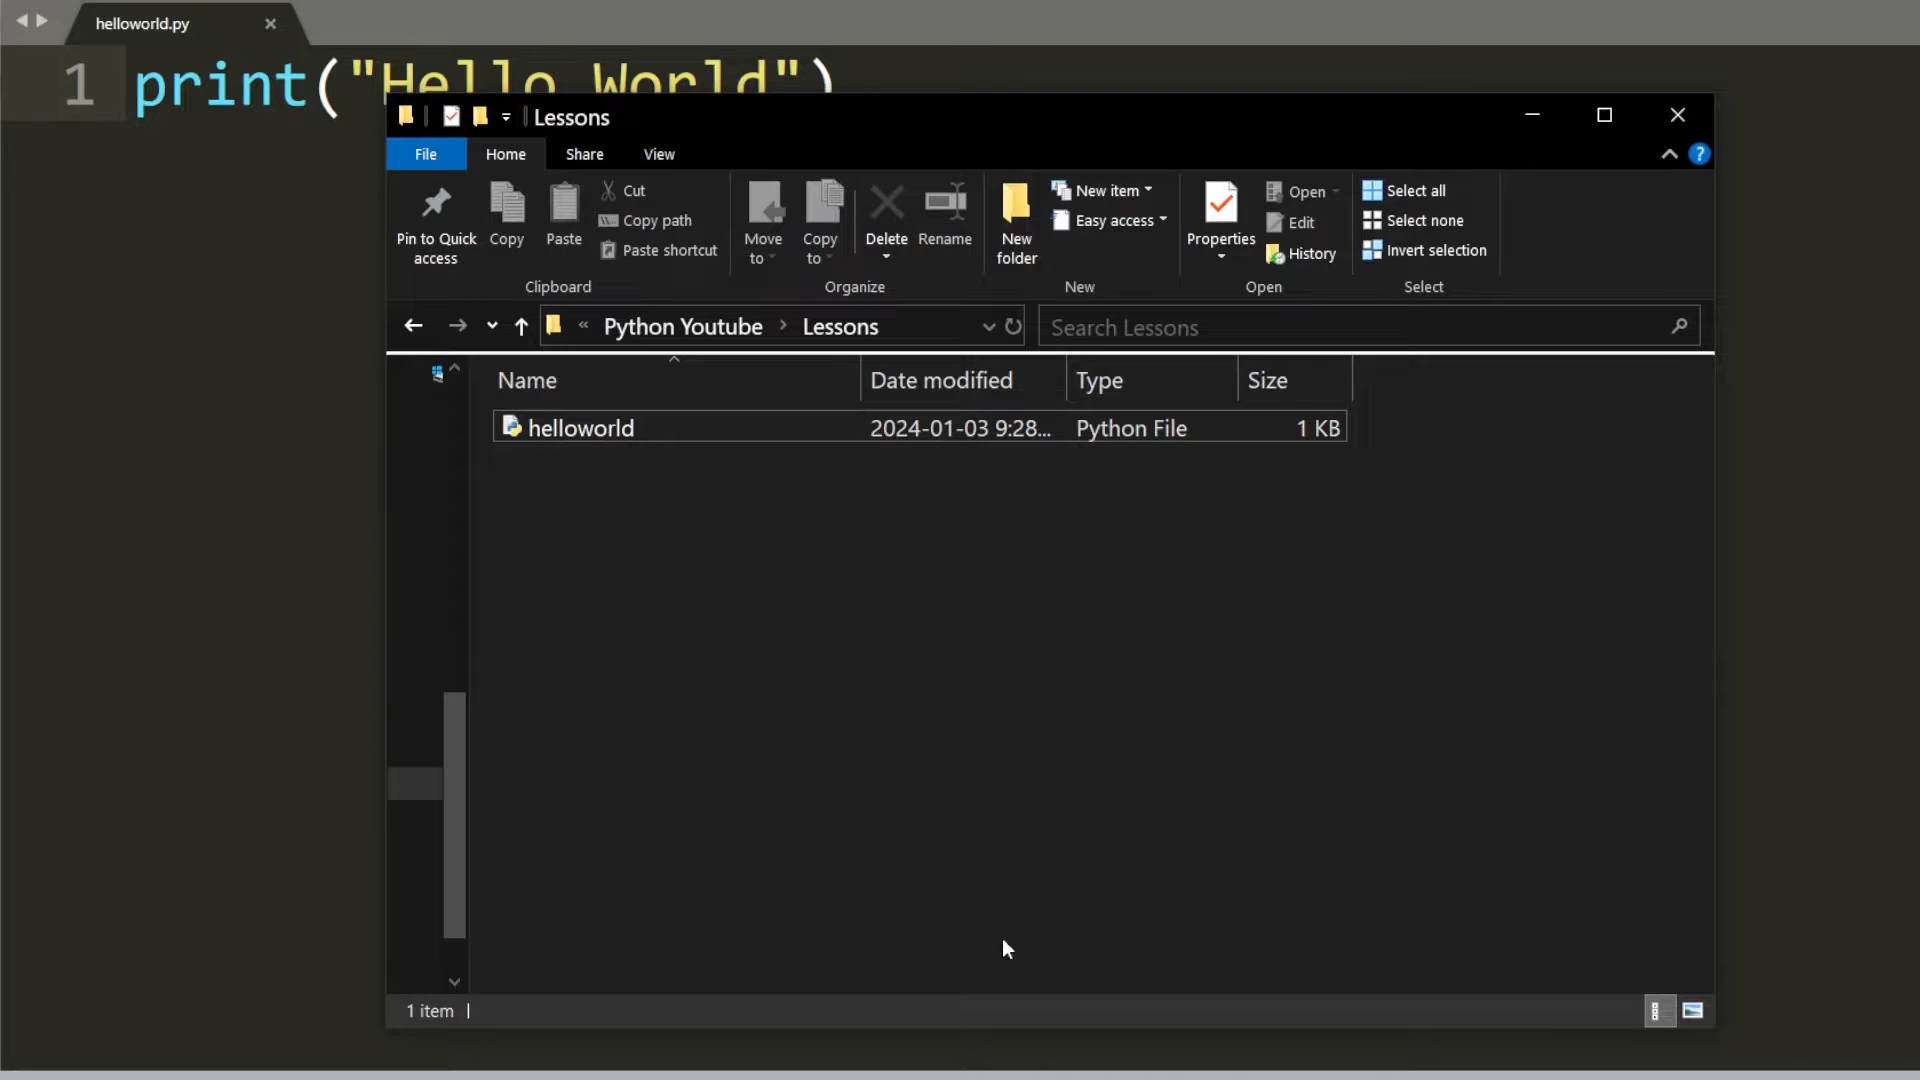 helloworld.py
1 print("Hello World")
Lessons
File Home Share View
Pin to Quick access
Copy
Paste
Cut
Copy path
Paste shortcut
Clipboard
Move to
Copy to
Delete
Rename
Organize
New folder
New item
Easy access
New
Properties
Open
Edit
History
Open
Select all
Select none
Invert selection
Select
« Python Youtube > Lessons
Search Lessons
Name Date modified Type Size
helloworld 2024-01-03 9:28... Python File 1 KB
1 item